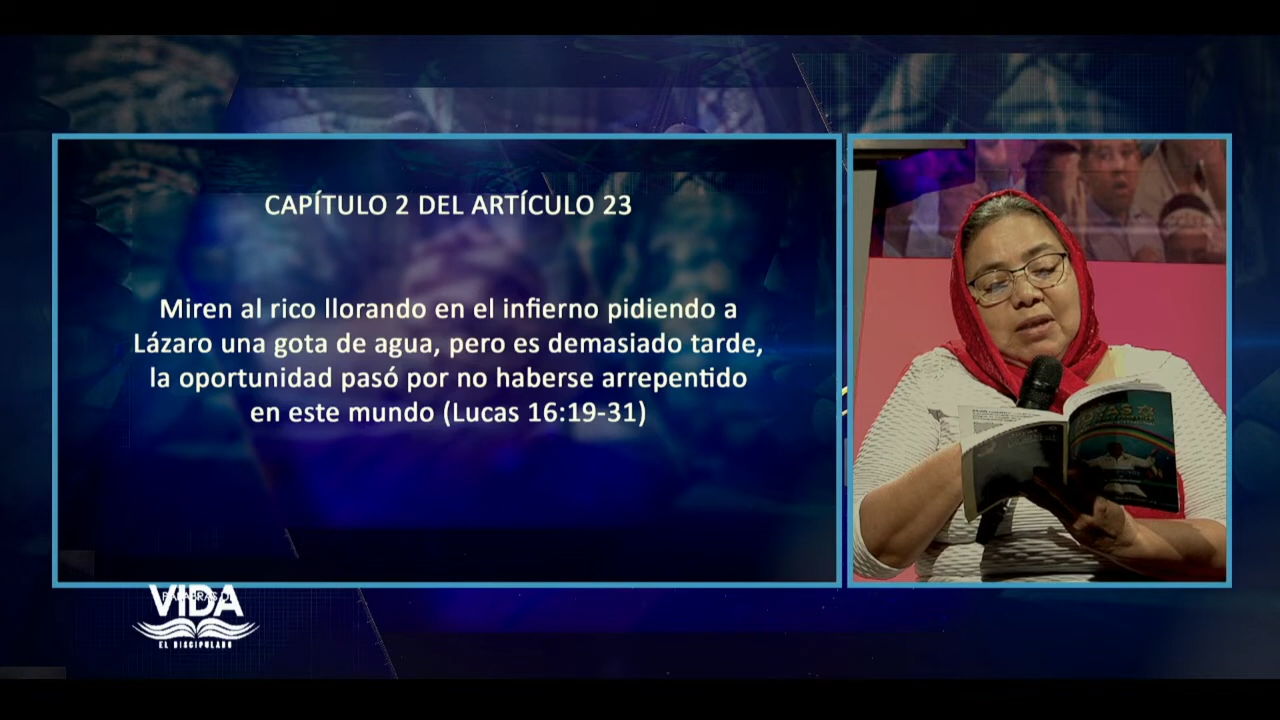 CAPÍTULO 2 DEL ARTÍCULO 23
Miren al rico llorando en el infierno pidiendo a
Lázaro una gota de agua, pero es demasiado tarde,
la oportunidad pasó por no haberse arrepentido
en este mundo (Lucas 16:19-31)
PALABRAS DE
VIDA
EL DISCIPULADO